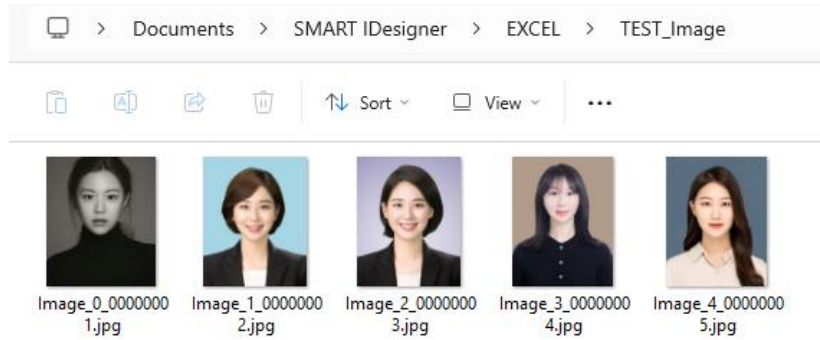 > Documents > SMART IDesigner > EXCEL > TEST_Image
Sort View ...
Image_0_0000000
1.jpg
Image_1_0000000
2.jpg
Image_2_0000000
3.jpg
Image_3_0000000
4.jpg
Image_4_0000000
5.jpg